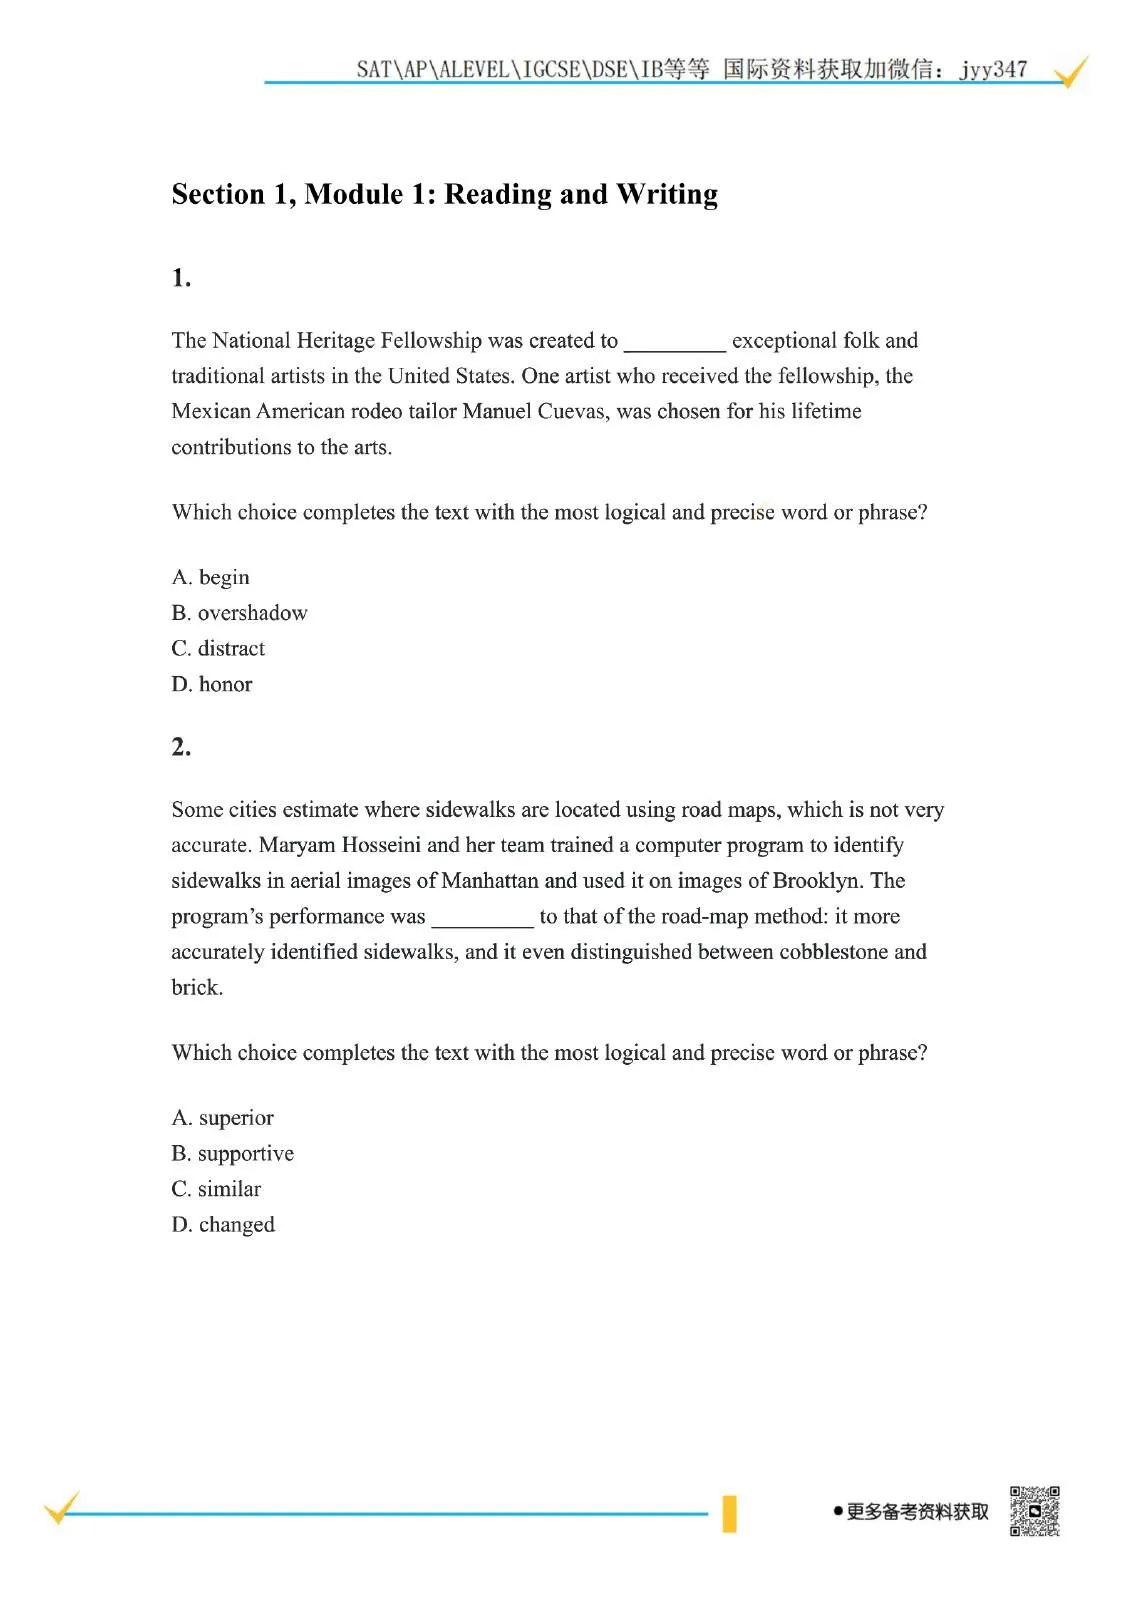 SAT\AP\ALEVEL\IGCSE\DSE\IB等等 国际资料获取加微信：jyy347
Section 1, Module 1: Reading and Writing
1.
The National Heritage Fellowship was created to _________ exceptional folk and
traditional artists in the United States. One artist who received the fellowship, the
Mexican American rodeo tailor Manuel Cuevas, was chosen for his lifetime
contributions to the arts.
Which choice completes the text with the most logical and precise word or phrase?
A. begin
B. overshadow
C. distract
D. honor
2.
Some cities estimate where sidewalks are located using road maps, which is not very
accurate. Maryam Hosseini and her team trained a computer program to identify
sidewalks in aerial images of Manhattan and used it on images of Brooklyn. The
program’s performance was _________ to that of the road-map method: it more
accurately identified sidewalks, and it even distinguished between cobblestone and
brick.
Which choice completes the text with the most logical and precise word or phrase?
A. superior
B. supportive
C. similar
D. changed
●更多备考资料获取